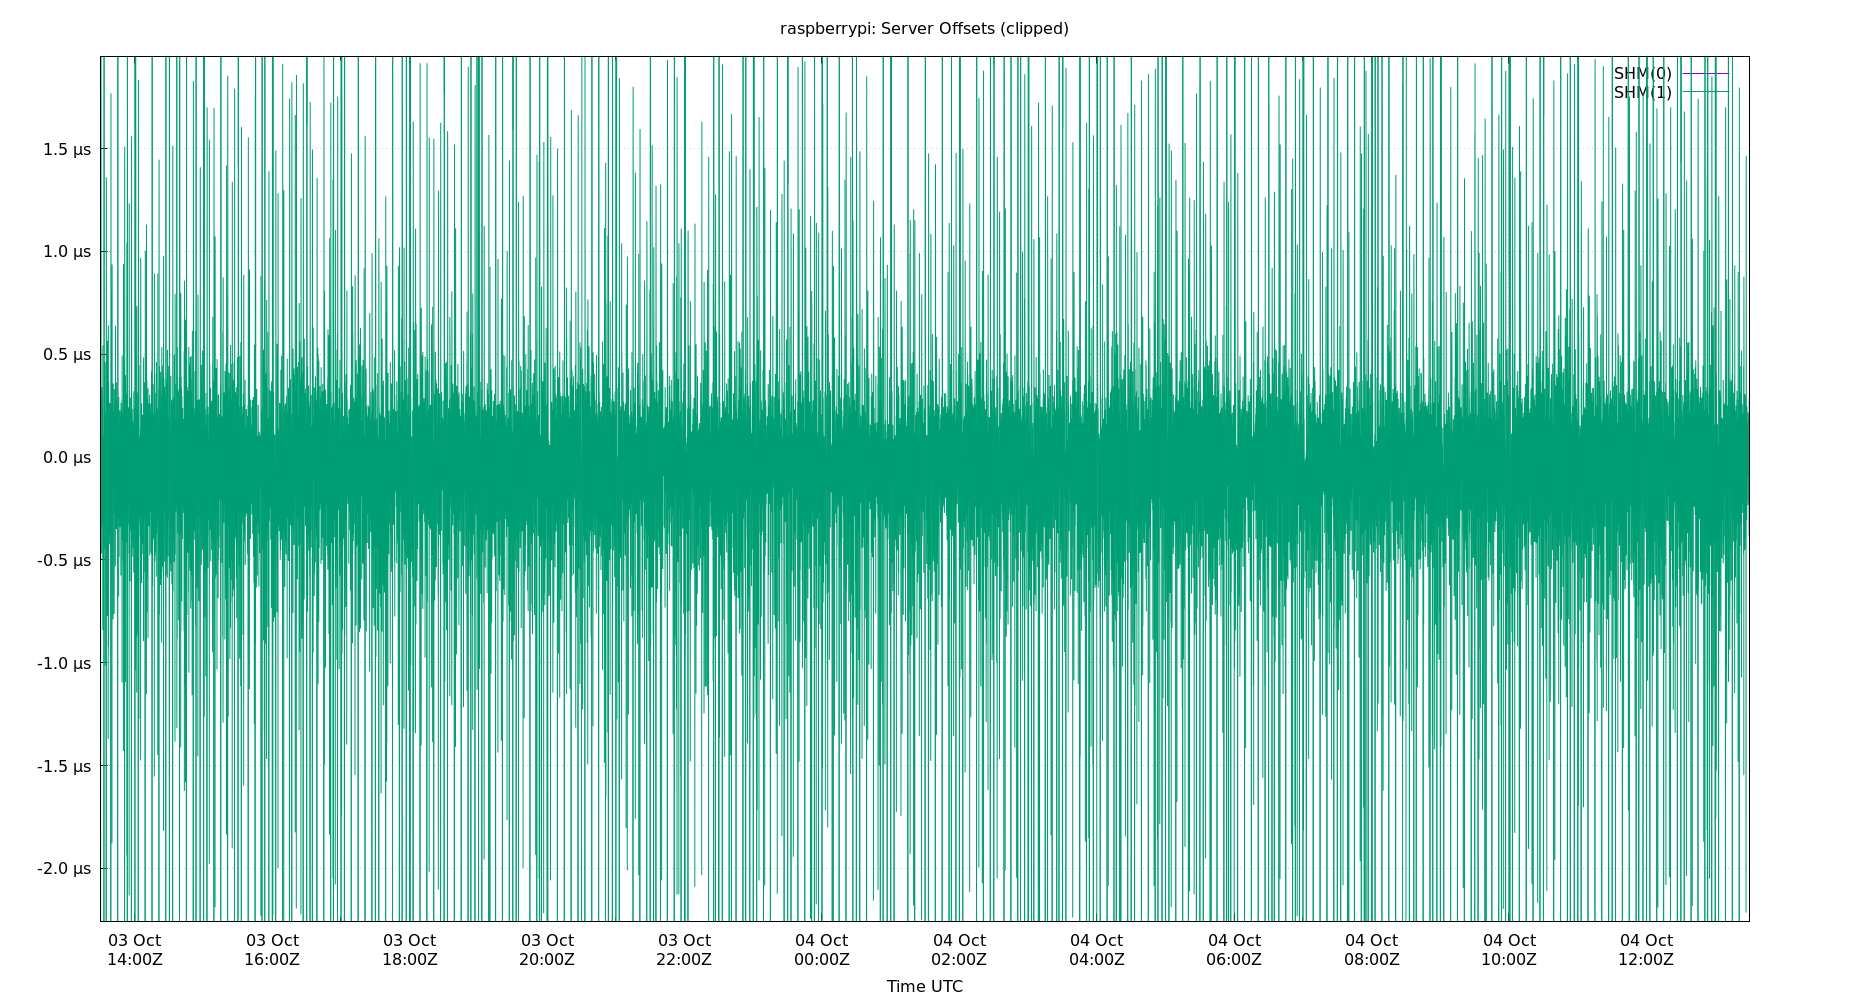 raspberrypi: Server Offsets (clipped)
SHM(0)
SHM(1)
1.5 µs
1.0 µs
0.5 µs
0.0 µs
-0.5 µs
-1.0 µs
-1.5 µs
-2.0 µs
03 Oct 03 Oct 03 Oct 03 Oct 03 Oct 04 Oct 04 Oct 04 Oct 04 Oct 04 Oct 04 Oct 04 Oct
14:00Z 16:00Z 18:00Z 20:00Z 22:00Z 00:00Z 02:00Z 04:00Z 06:00Z 08:00Z 10:00Z 12:00Z
Time UTC